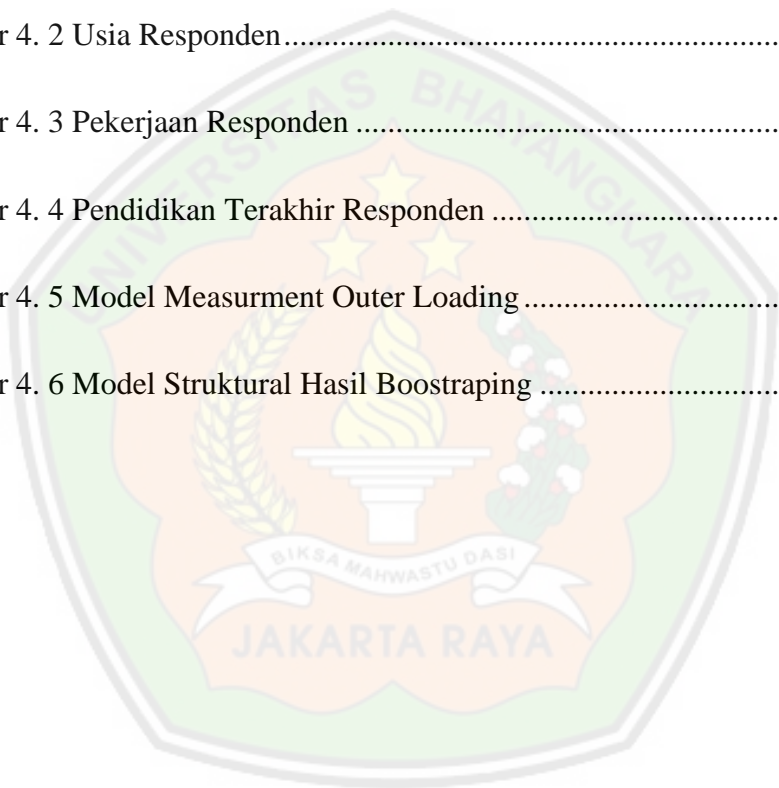 r 4. 2 Usia Responden..............................................................
r 4. 3 Pekerjaan Responden .....................................................
r 4. 4 Pendidikan Terakhir Responden ....................................
r 4. 5 Model Measurment Outer Loading................................
r 4. 6 Model Struktural Hasil Boostraping ..............................
UNIVERSITAS BHAYANGKARA
BIKSA MAHWASTU DASI
JAKARTA RAYA